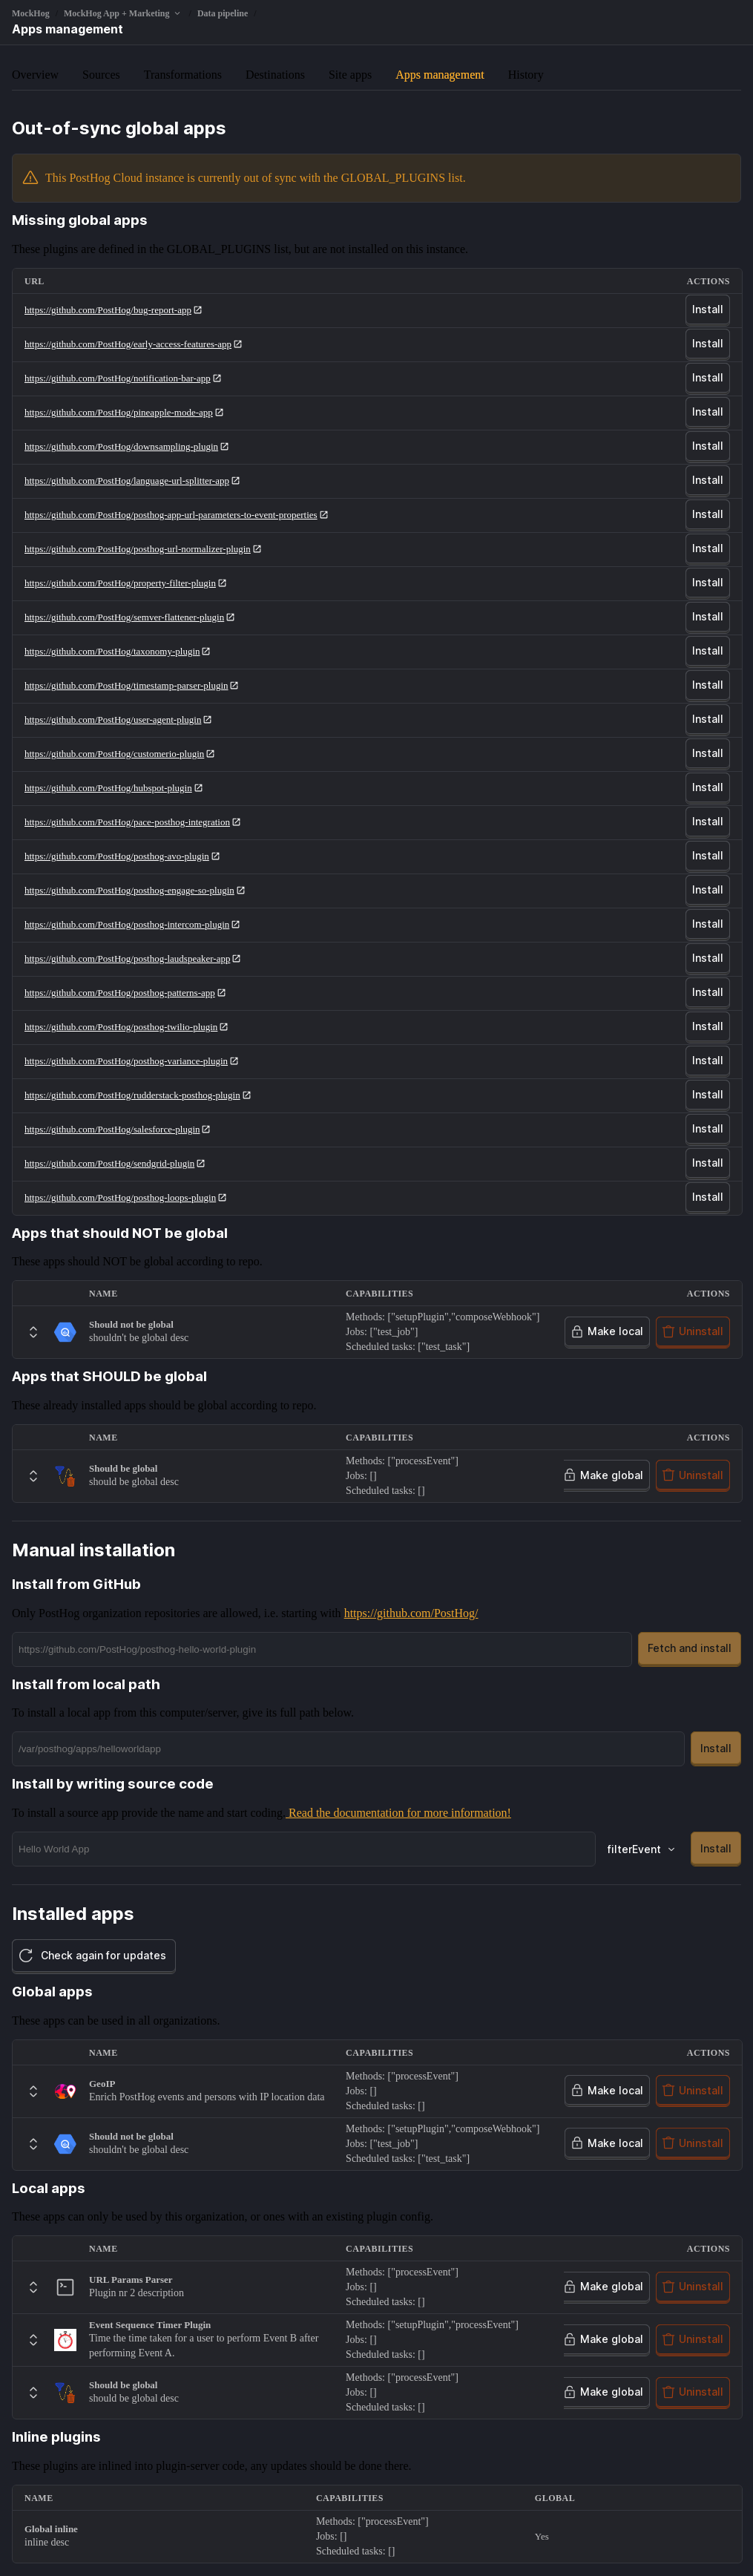 MockHog / MockHog App + Marketing / Data pipeline
Apps management
Overview Sources Transformations Destinations Site apps Apps management History
Out-of-sync global apps
This PostHog Cloud instance is currently out of sync with the GLOBAL_PLUGINS list.
Missing global apps
These plugins are defined in the GLOBAL_PLUGINS list, but are not installed on this instance.
URL ACTIONS
https://github.com/PostHog/bug-report-app Install
https://github.com/PostHog/early-access-features-app Install
https://github.com/PostHog/notification-bar-app Install
https://github.com/PostHog/pineapple-mode-app Install
https://github.com/PostHog/downsampling-plugin Install
https://github.com/PostHog/language-url-splitter-app Install
https://github.com/PostHog/posthog-app-url-parameters-to-event-properties Install
https://github.com/PostHog/posthog-url-normalizer-plugin Install
https://github.com/PostHog/property-filter-plugin Install
https://github.com/PostHog/semver-flattener-plugin Install
https://github.com/PostHog/taxonomy-plugin Install
https://github.com/PostHog/timestamp-parser-plugin Install
https://github.com/PostHog/user-agent-plugin Install
https://github.com/PostHog/customerio-plugin Install
https://github.com/PostHog/hubspot-plugin Install
https://github.com/PostHog/pace-posthog-integration Install
https://github.com/PostHog/posthog-avo-plugin Install
https://github.com/PostHog/posthog-engage-so-plugin Install
https://github.com/PostHog/posthog-intercom-plugin Install
https://github.com/PostHog/posthog-laudspeaker-app Install
https://github.com/PostHog/posthog-patterns-app Install
https://github.com/PostHog/posthog-twilio-plugin Install
https://github.com/PostHog/posthog-variance-plugin Install
https://github.com/PostHog/rudderstack-posthog-plugin Install
https://github.com/PostHog/salesforce-plugin Install
https://github.com/PostHog/sendgrid-plugin Install
https://github.com/PostHog/posthog-loops-plugin Install
Apps that should NOT be global
These apps should NOT be global according to repo.
NAME CAPABILITIES ACTIONS
Should not be global
shouldn't be global desc
Methods: ["setupPlugin","composeWebhook"]
Jobs: ["test_job"]
Scheduled tasks: ["test_task"]
Make local Uninstall
Apps that SHOULD be global
These already installed apps should be global according to repo.
NAME CAPABILITIES ACTIONS
Should be global
should be global desc
Methods: ["processEvent"]
Jobs: []
Scheduled tasks: []
Make global Uninstall
Manual installation
Install from GitHub
Only PostHog organization repositories are allowed, i.e. starting with https://github.com/PostHog/
https://github.com/PostHog/posthog-hello-world-plugin Fetch and install
Install from local path
To install a local app from this computer/server, give its full path below.
/var/posthog/apps/helloworldapp Install
Install by writing source code
To install a source app provide the name and start coding. Read the documentation for more information!
Hello World App filterEvent Install
Installed apps
Check again for updates
Global apps
These apps can be used in all organizations.
NAME CAPABILITIES ACTIONS
GeoIP
Enrich PostHog events and persons with IP location data
Methods: ["processEvent"]
Jobs: []
Scheduled tasks: []
Make local Uninstall
Should not be global
shouldn't be global desc
Methods: ["setupPlugin","composeWebhook"]
Jobs: ["test_job"]
Scheduled tasks: ["test_task"]
Make local Uninstall
Local apps
These apps can only be used by this organization, or ones with an existing plugin config.
NAME CAPABILITIES ACTIONS
URL Params Parser
Plugin nr 2 description
Methods: ["processEvent"]
Jobs: []
Scheduled tasks: []
Make global Uninstall
Event Sequence Timer Plugin
Time the time taken for a user to perform Event B after
performing Event A.
Methods: ["setupPlugin","processEvent"]
Jobs: []
Scheduled tasks: []
Make global Uninstall
Should be global
should be global desc
Methods: ["processEvent"]
Jobs: []
Scheduled tasks: []
Make global Uninstall
Inline plugins
These plugins are inlined into plugin-server code, any updates should be done there.
NAME CAPABILITIES GLOBAL
Global inline
inline desc
Methods: ["processEvent"]
Jobs: []
Scheduled tasks: []
Yes